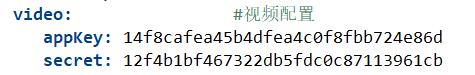 video:                #视频配置
  appKey: 14f8cafea45b4dfea4c0f8fbb724e86d
  secret: 12f4b1bf467322db5fdc0c87113961cb